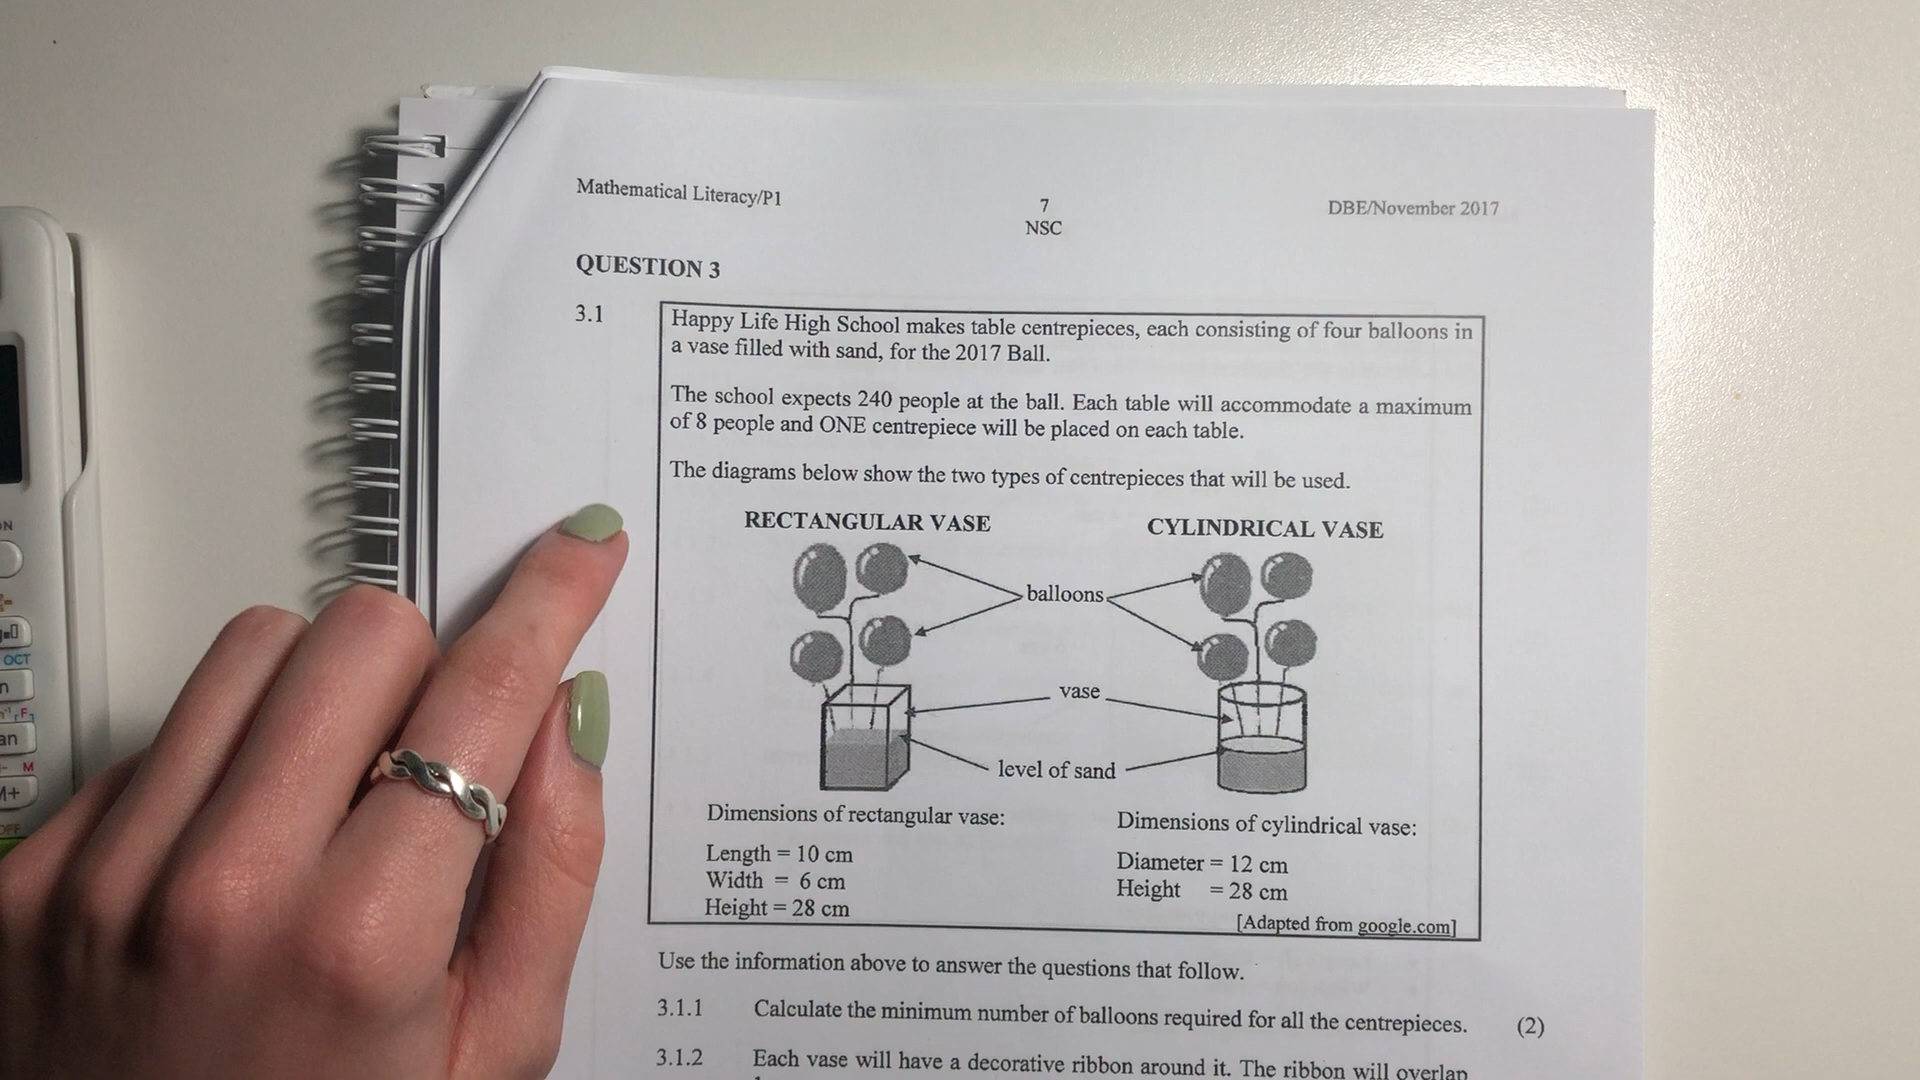 Mathematical Literacy/P1
7
NSC
DBE/November 2017
QUESTION 3
3.1
Happy Life High School makes table centrepieces, each consisting of four balloons in
a vase filled with sand, for the 2017 Ball.
The school expects 240 people at the ball. Each table will accommodate a maximum
of 8 people and ONE centrepiece will be placed on each table.
The diagrams below show the two types of centrepieces that will be used.
RECTANGULAR VASE
CYLINDRICAL VASE
balloons
vase
level of sand
Dimensions of rectangular vase:
Length = 10 cm
Width = 6 cm
Height = 28 cm
Dimensions of cylindrical vase:
Diameter = 12 cm
Height = 28 cm
[Adapted from google.com]
Use the information above to answer the questions that follow.
3.1.1 Calculate the minimum number of balloons required for all the centrepieces. (2)
3.1.2 Each vase will have a decorative ribbon around it. The ribbon will overlap
OCT
M
M+